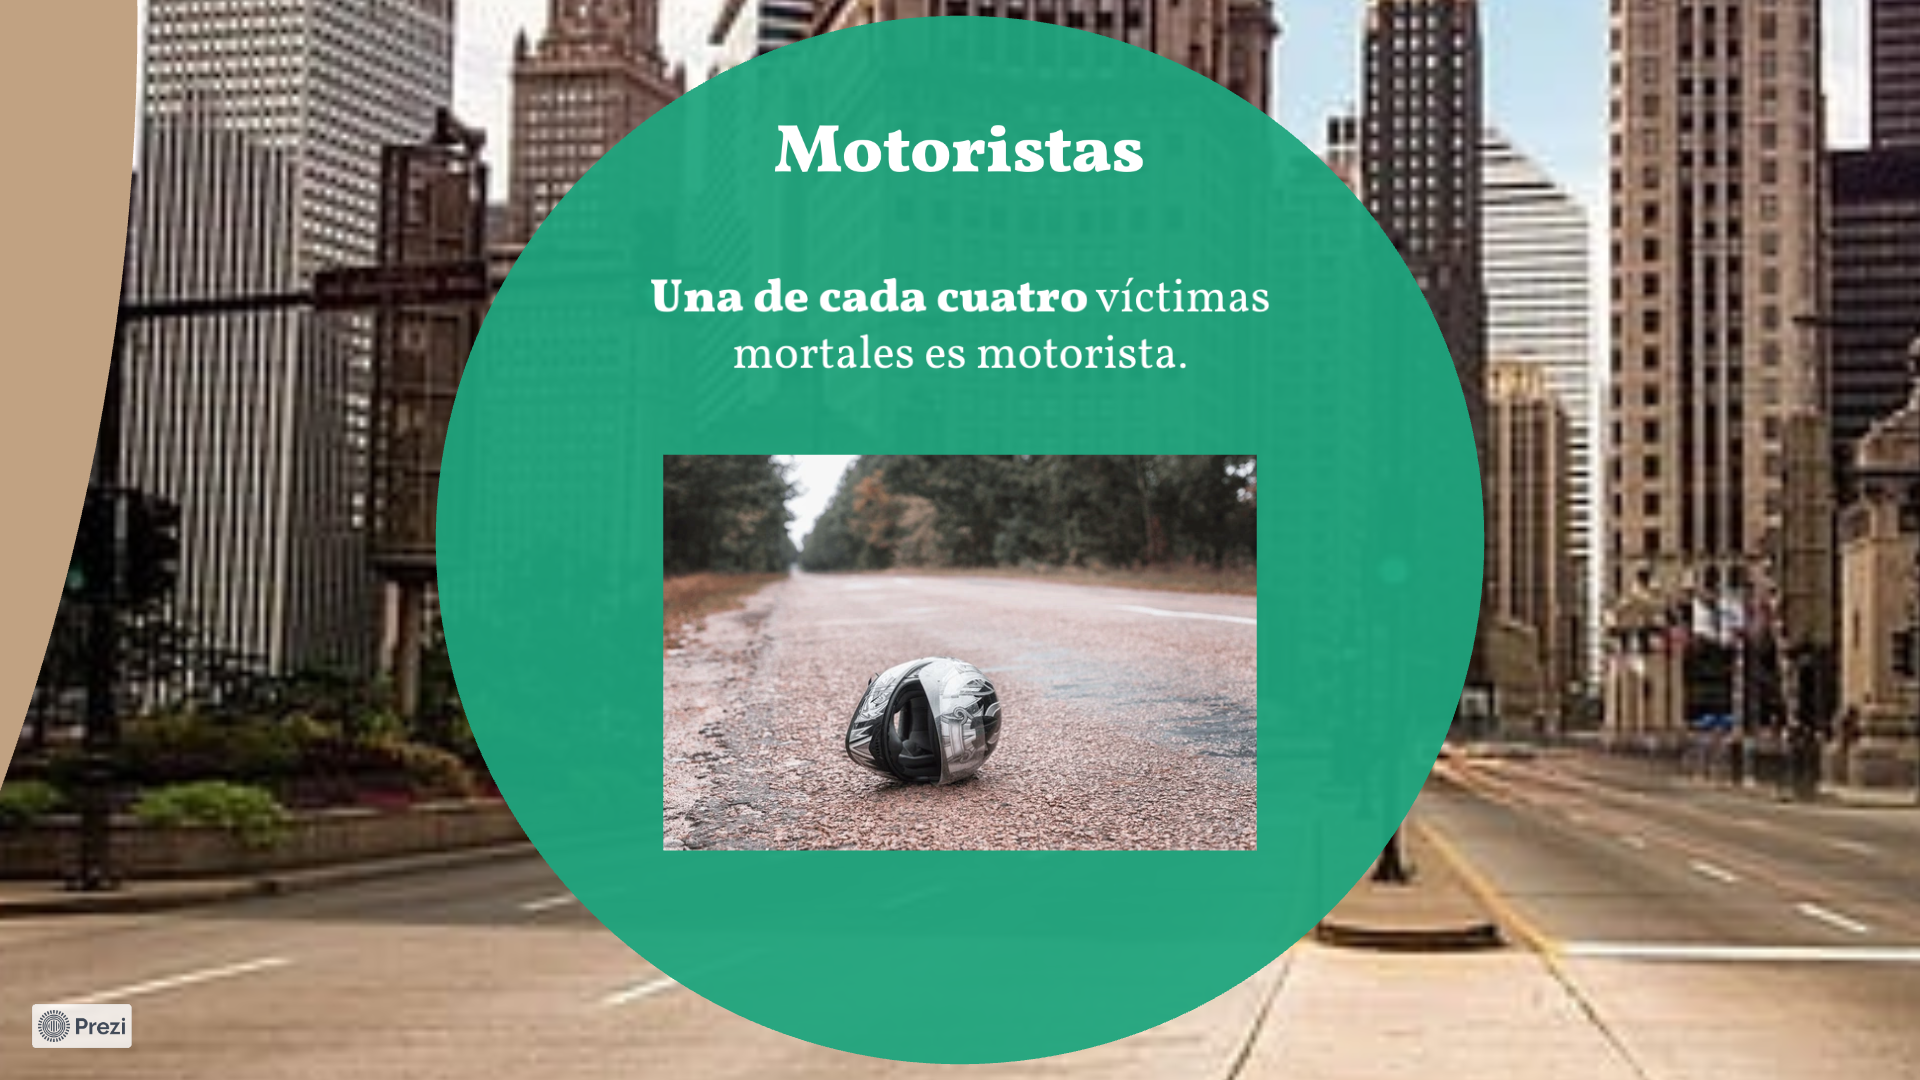 Motoristas
Una de cada cuatro víctimas
mortales es motorista.
Prezi